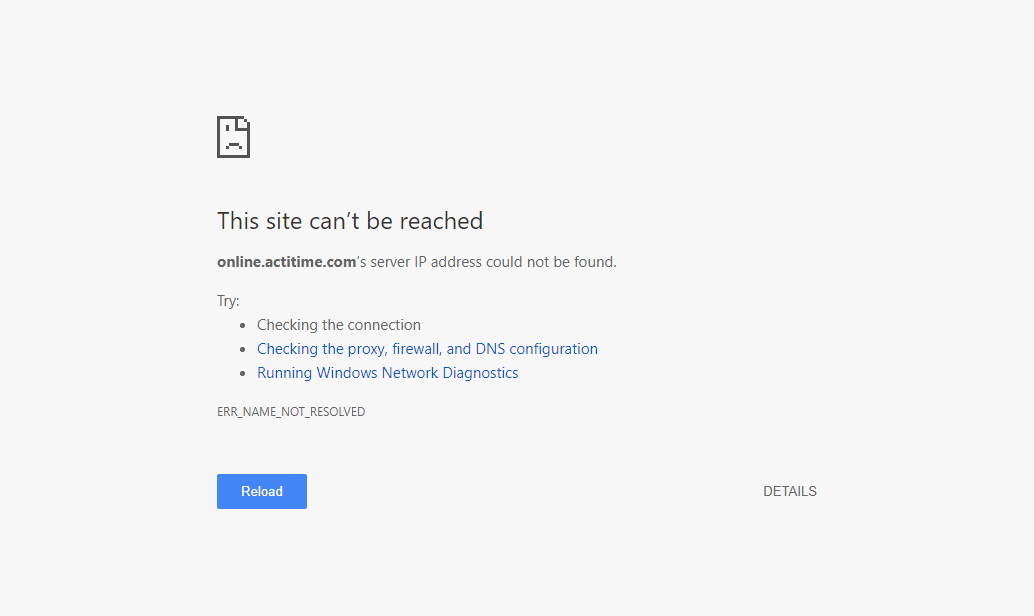 This site can’t be reached
online.actitime.com’s server IP address could not be found.
Try:
Checking the connection
Checking the proxy, firewall, and DNS configuration
Running Windows Network Diagnostics
ERR_NAME_NOT_RESOLVED
Reload
DETAILS